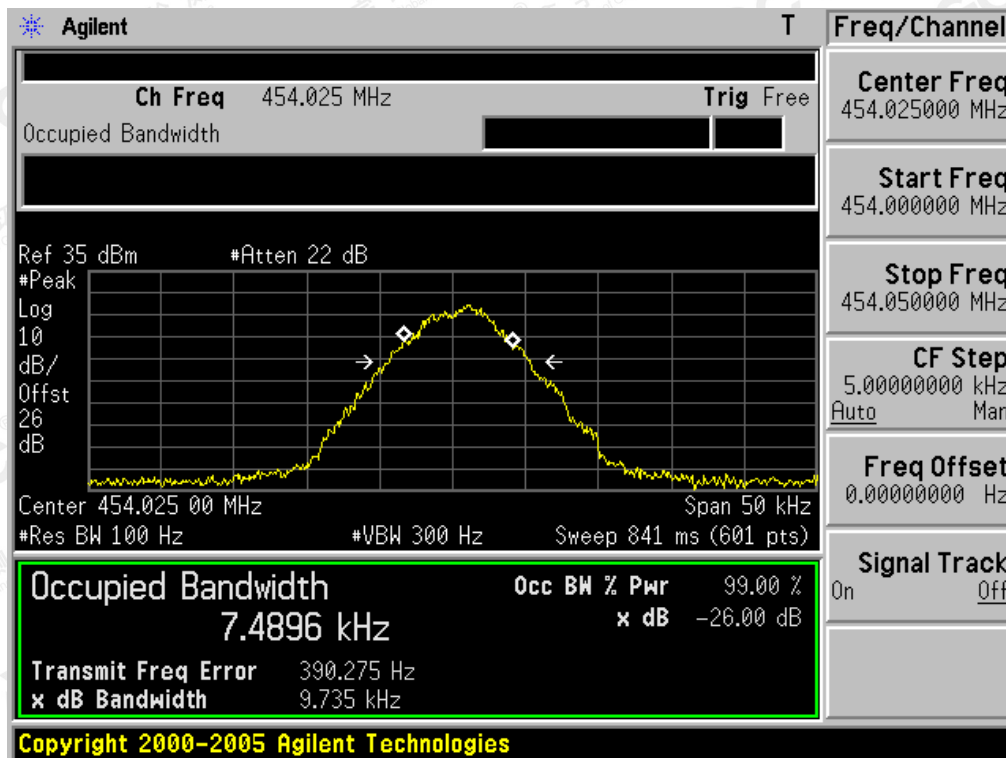 Agilent T
Freq/Channel
Ch Freq 454.025 MHz Trig Free
Occupied Bandwidth
Center Freq
454.025000 MHz
Start Freq
454.000000 MHz
Stop Freq
454.050000 MHz
CF Step
5.00000000 kHz
Auto Man
Freq Offset
0.00000000 Hz
Signal Track
On Off
Ref 35 dBm #Atten 22 dB
#Peak
Log
10
dB/
Offst
26
dB
Center 454.025 00 MHz Span 50 kHz
#Res BW 100 Hz #VBW 300 Hz Sweep 841 ms (601 pts)
Occupied Bandwidth Occ BW % Pwr 99.00 %
7.4896 kHz x dB -26.00 dB
Transmit Freq Error 390.275 Hz
x dB Bandwidth 9.735 kHz
Copyright 2000-2005 Agilent Technologies